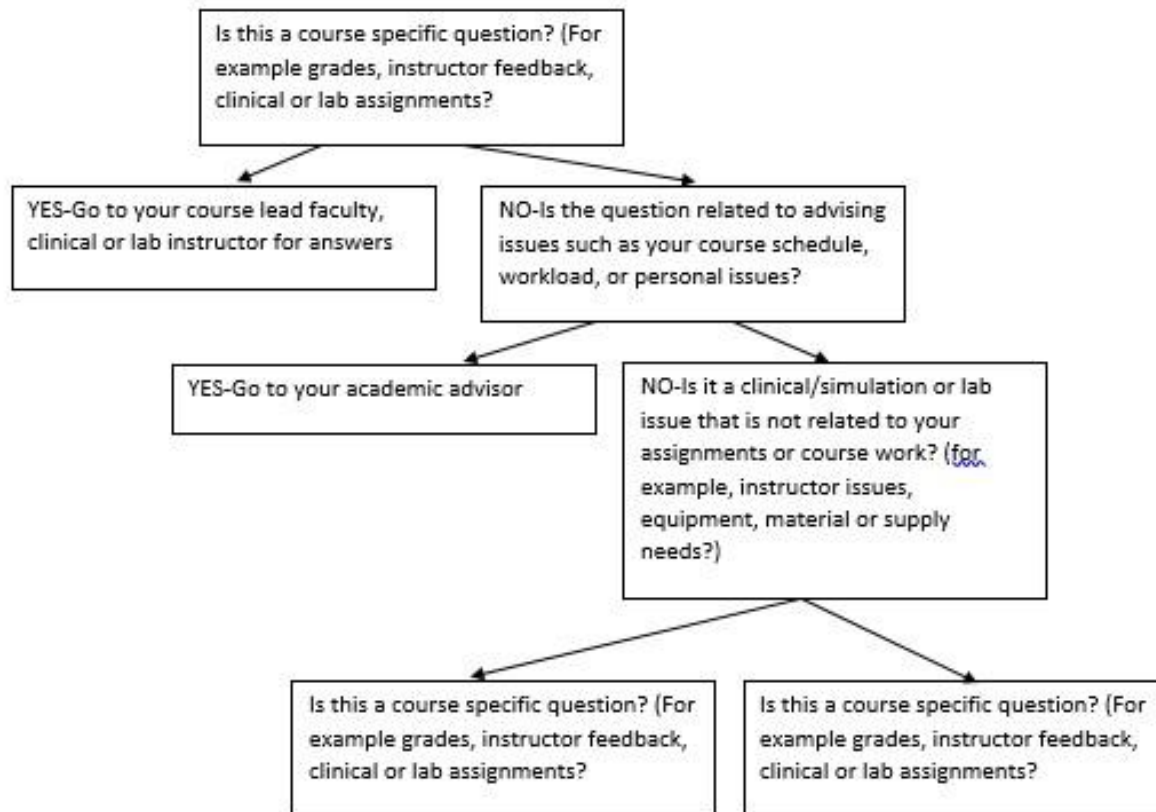 Is this a course specific question? (For
example grades, instructor feedback,
clinical or lab assignments?
YES-Go to your course lead faculty,
clinical or lab instructor for answers
NO-Is the question related to advising
issues such as your course schedule,
workload, or personal issues?
YES-Go to your academic advisor
NO-Is it a clinical/simulation or lab
issue that is not related to your
assignments or course work? (for
example, instructor issues,
equipment, material or supply
needs?)
Is this a course specific question? (For
example grades, instructor feedback,
clinical or lab assignments?
Is this a course specific question? (For
example grades, instructor feedback,
clinical or lab assignments?